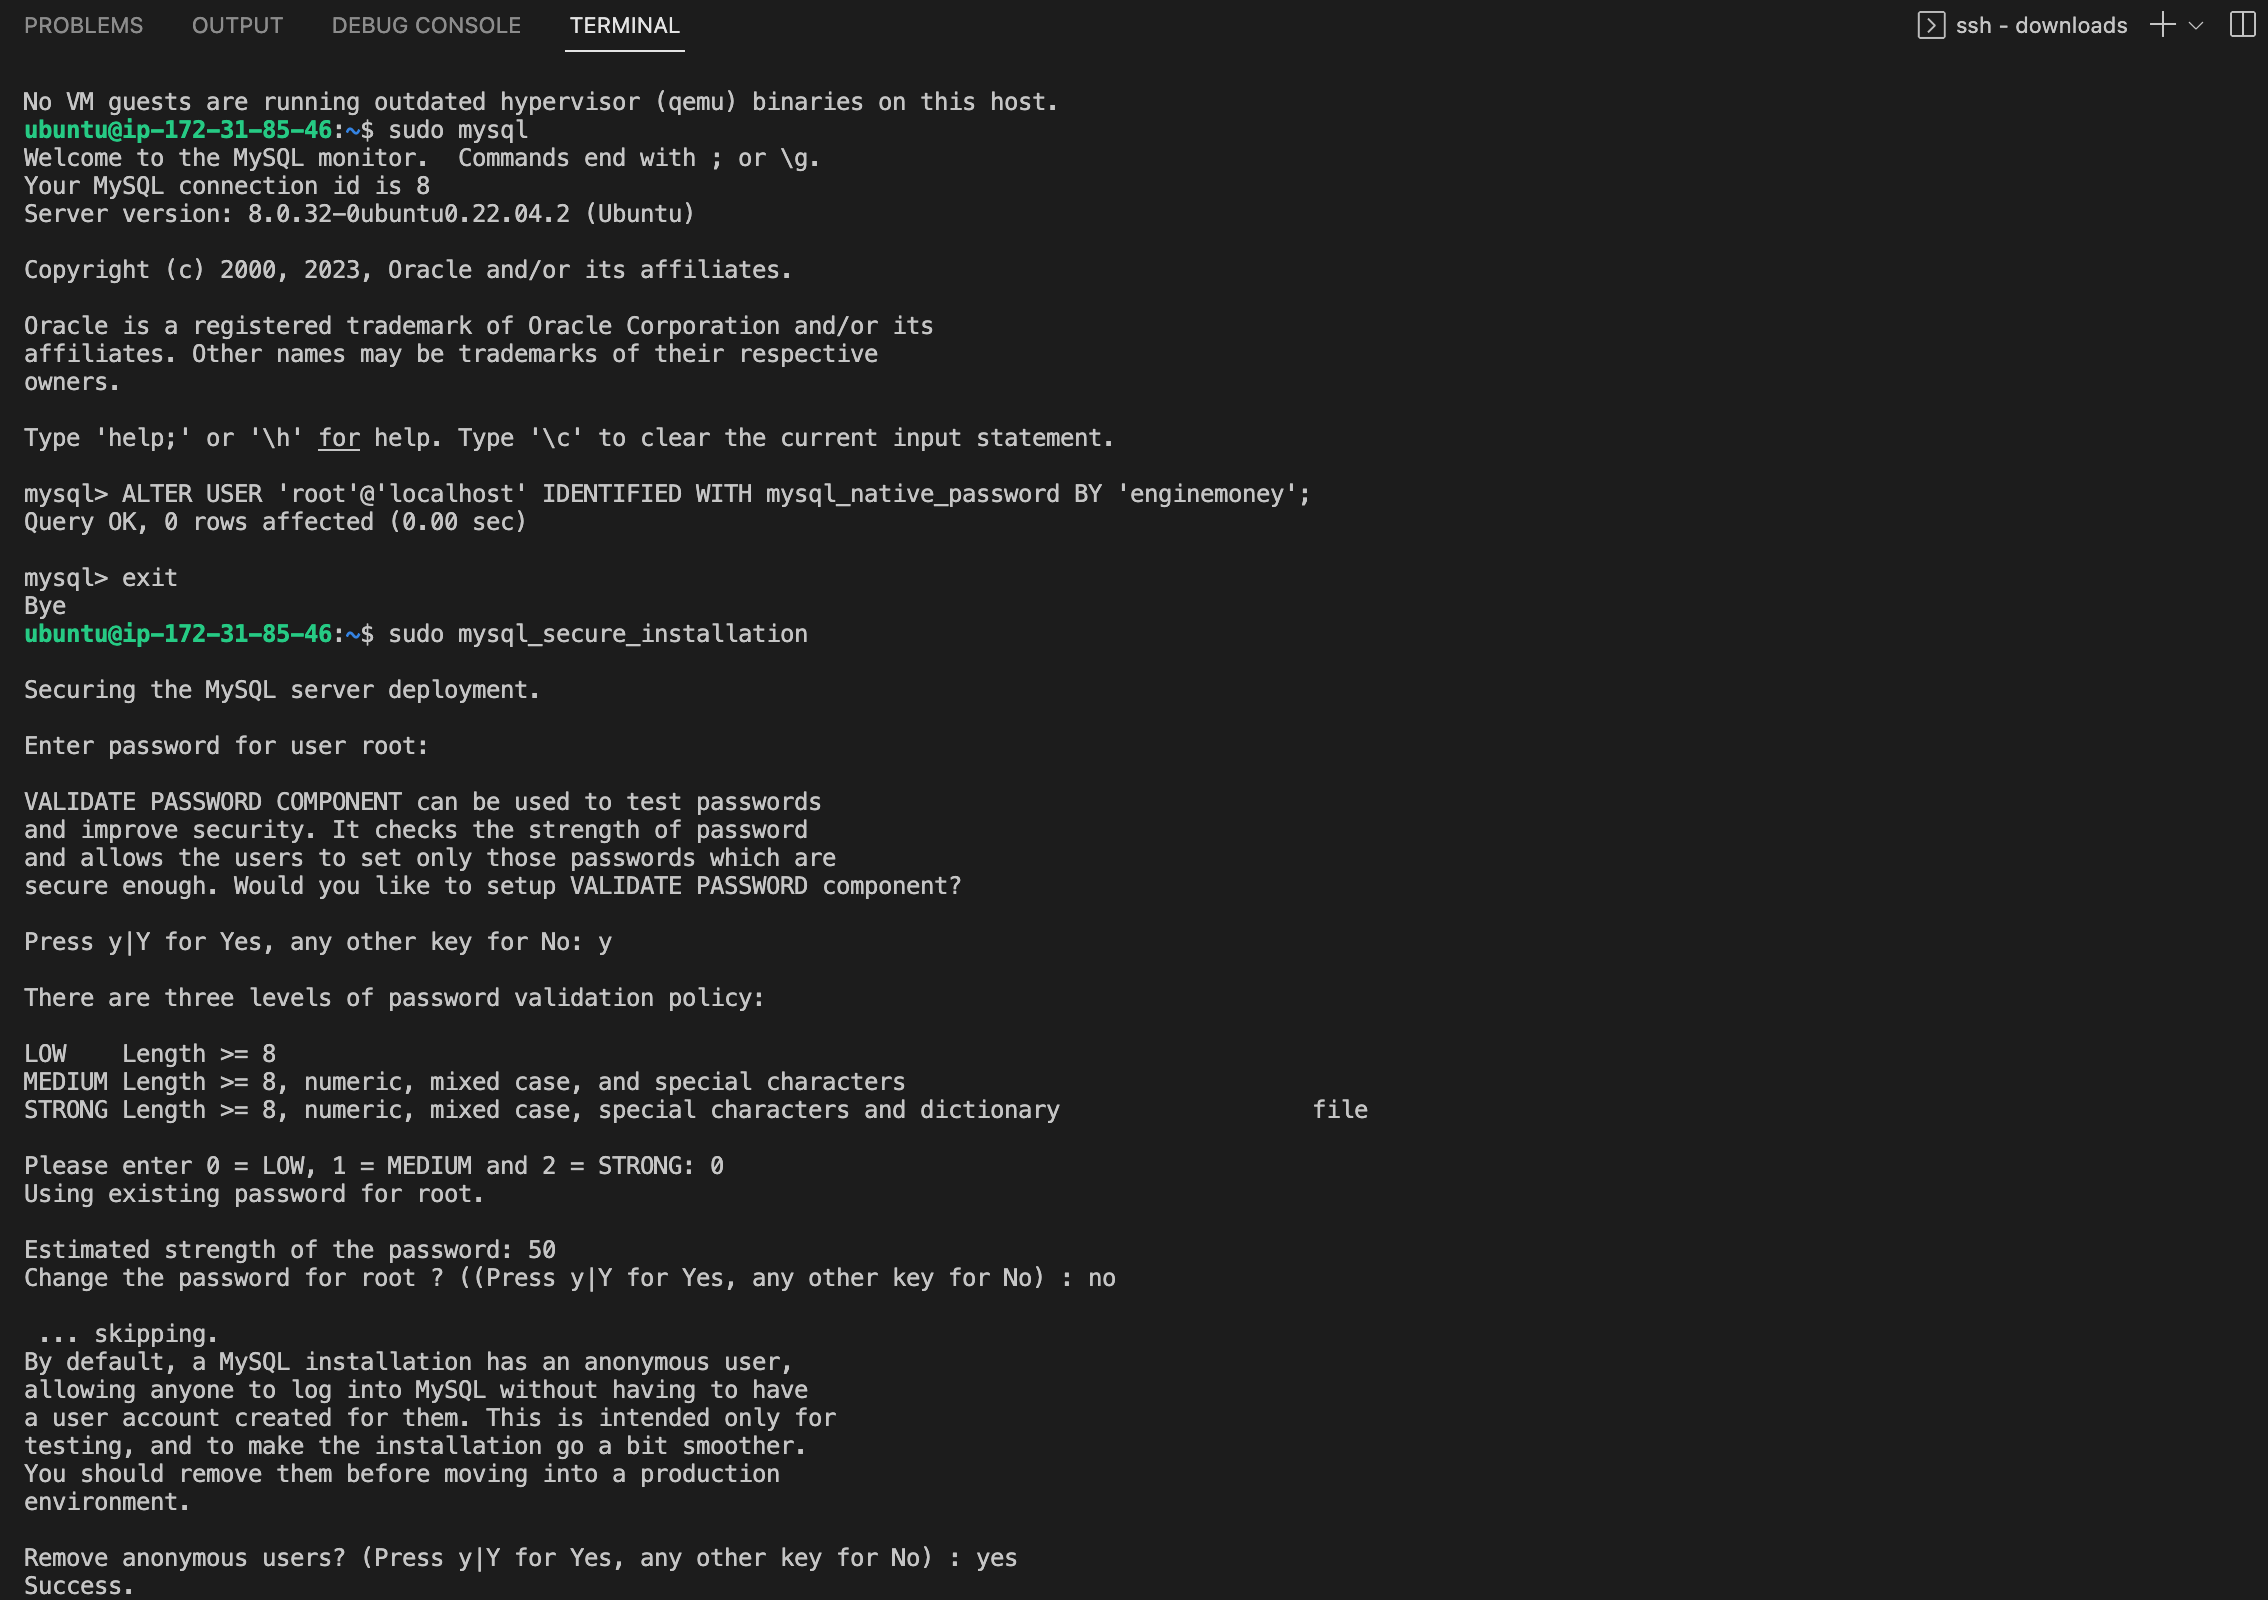 PROBLEMS OUTPUT DEBUG CONSOLE TERMINAL ssh - downloads
No VM guests are running outdated hypervisor (qemu) binaries on this host.
ubuntu@ip-172-31-85-46:~$ sudo mysql
Welcome to the MySQL monitor.  Commands end with ; or \g.
Your MySQL connection id is 8
Server version: 8.0.32-0ubuntu0.22.04.2 (Ubuntu)
Copyright (c) 2000, 2023, Oracle and/or its affiliates.
Oracle is a registered trademark of Oracle Corporation and/or its
affiliates. Other names may be trademarks of their respective
owners.
Type 'help;' or '\h' for help. Type '\c' to clear the current input statement.
mysql> ALTER USER 'root'@'localhost' IDENTIFIED WITH mysql_native_password BY 'enginemoney';
Query OK, 0 rows affected (0.00 sec)
mysql> exit
Bye
ubuntu@ip-172-31-85-46:~$ sudo mysql_secure_installation
Securing the MySQL server deployment.
Enter password for user root:
VALIDATE PASSWORD COMPONENT can be used to test passwords
and improve security. It checks the strength of password
and allows the users to set only those passwords which are
secure enough. Would you like to setup VALIDATE PASSWORD component?
Press y|Y for Yes, any other key for No: y
There are three levels of password validation policy:
LOW    Length >= 8
MEDIUM Length >= 8, numeric, mixed case, and special characters
STRONG Length >= 8, numeric, mixed case, special characters and dictionary                  file
Please enter 0 = LOW, 1 = MEDIUM and 2 = STRONG: 0
Using existing password for root.
Estimated strength of the password: 50
Change the password for root ? ((Press y|Y for Yes, any other key for No) : no
 ... skipping.
By default, a MySQL installation has an anonymous user,
allowing anyone to log into MySQL without having to have
a user account created for them. This is intended only for
testing, and to make the installation go a bit smoother.
You should remove them before moving into a production
environment.
Remove anonymous users? (Press y|Y for Yes, any other key for No) : yes
Success.